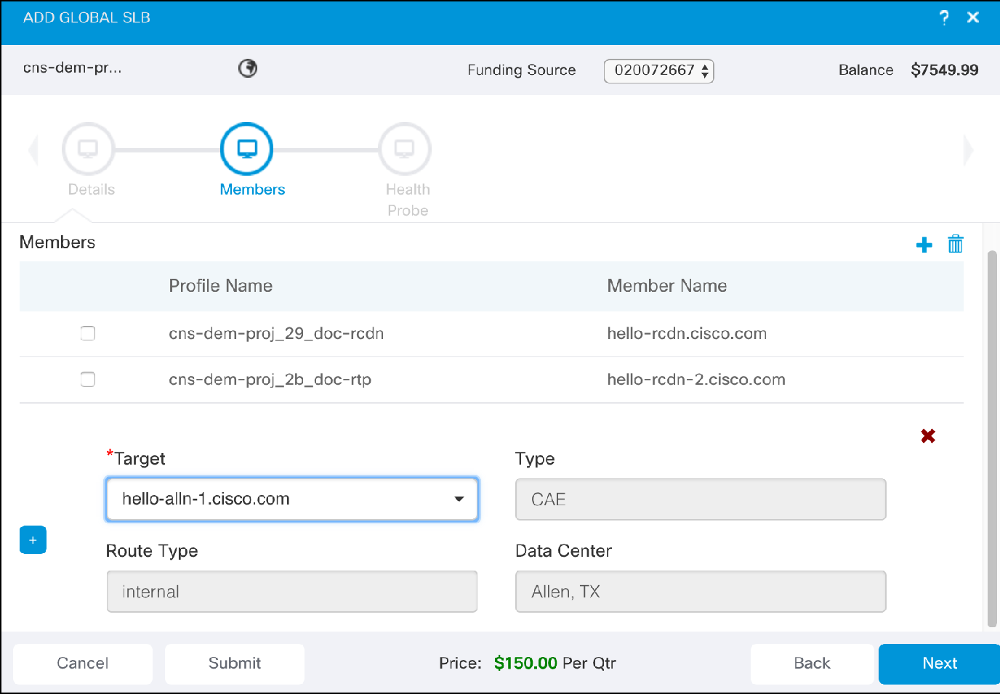 ADD GLOBAL SLB ? ×
cns-dem-pr... Funding Source 020072667 Balance $7549.99
Details Members Health
Probe
Members
Profile Name Member Name
cns-dem-proj_29_doc-rcdn hello-rcdn.cisco.com
cns-dem-proj_2b_doc-rtp hello-rcdn-2.cisco.com
*Target Type
hello-alln-1.cisco.com CAE
+
Route Type Data Center
internal Allen, TX
Cancel Submit Price: $150.00 Per Qtr Back Next